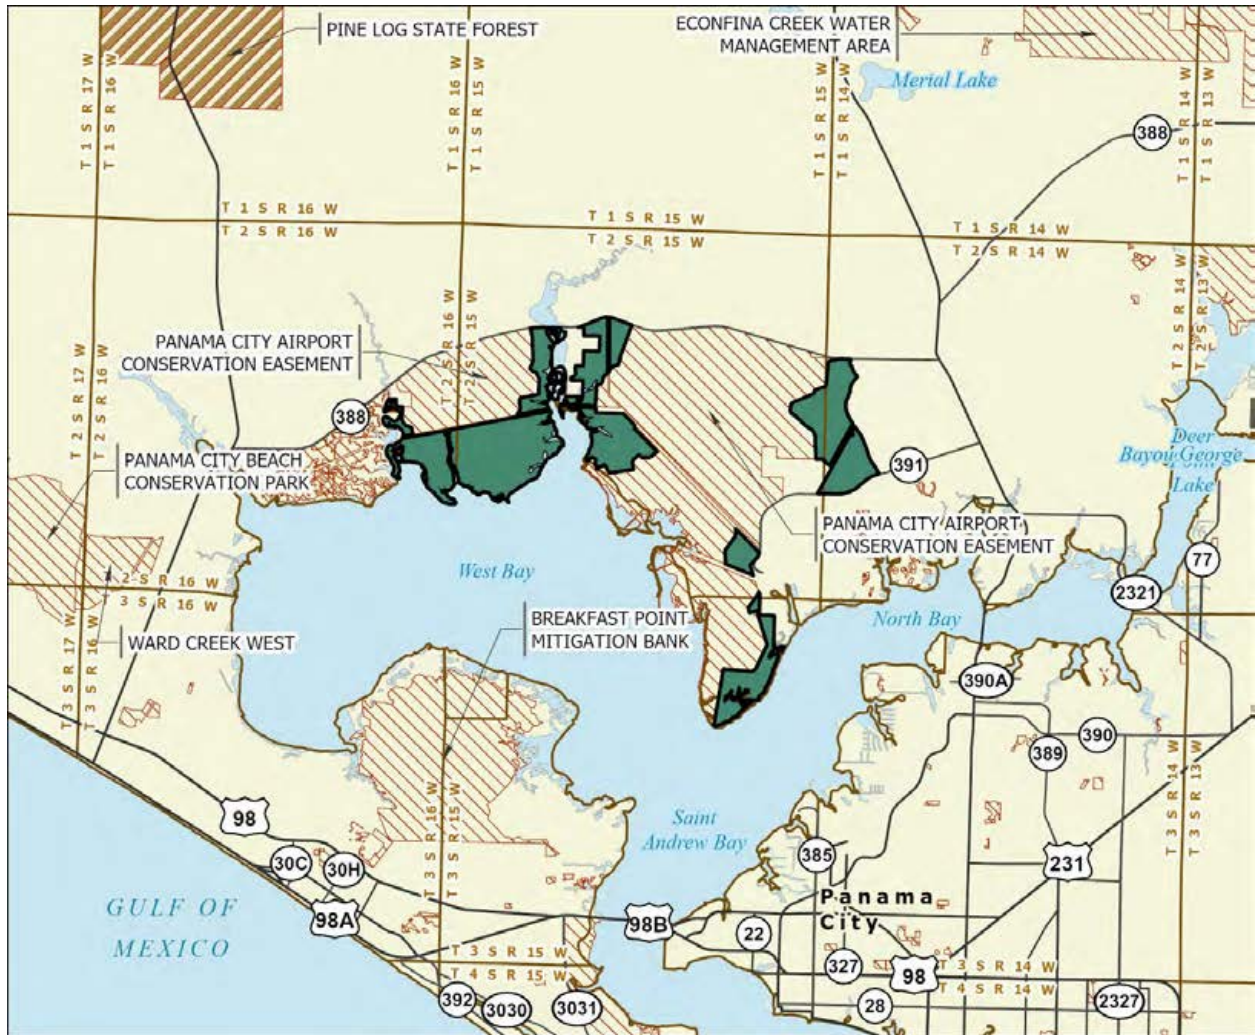 PINE LOG STATE FOREST
ECONFINA CREEK WATER
MANAGEMENT AREA
Merial Lake
388
T 1 S R 17 W
T 1 S R 16 W
T 1 S R 16 W
T 1 S R 15 W
T 1 S R 15 W
T 1 S R 14 W
T 1 S R 14 W
T 1 S R 13 W
T 1 S R 16 W
T 2 S R 16 W
T 1 S R 15 W
T 2 S R 15 W
T 1 S R 14 W
T 2 S R 14 W
T 2 S R 14 W
T 2 S R 13 W
T 2 S R 16 W
T 2 S R 15 W
PANAMA CITY AIRPORT
CONSERVATION EASEMENT
T 2 S R 17 W
T 2 S R 16 W
388
PANAMA CITY BEACH
CONSERVATION PARK
391
Deer
Bayou George
Point
Lake
PANAMA CITY AIRPORT
CONSERVATION EASEMENT
West Bay
77
2321
2 S R 16 W
3 S R 16 W
T 3 S R 17 W
T 3 S R 16 W
WARD CREEK WEST
BREAKFAST POINT
MITIGATION BANK
North Bay
390A
390
389
T 3 S R 16 W
T 3 S R 15 W
T 3 S R 14 W
T 3 S R 13 W
98
Saint
Andrew Bay
385
231
30C
30H
GULF OF
MEXICO
98A
98B
Panama
City
22
327
98
T 3 S R 15 W
T 4 S R 15 W
T 3 S R 14 W
T 4 S R 14 W
392
3030
3031
28
2327